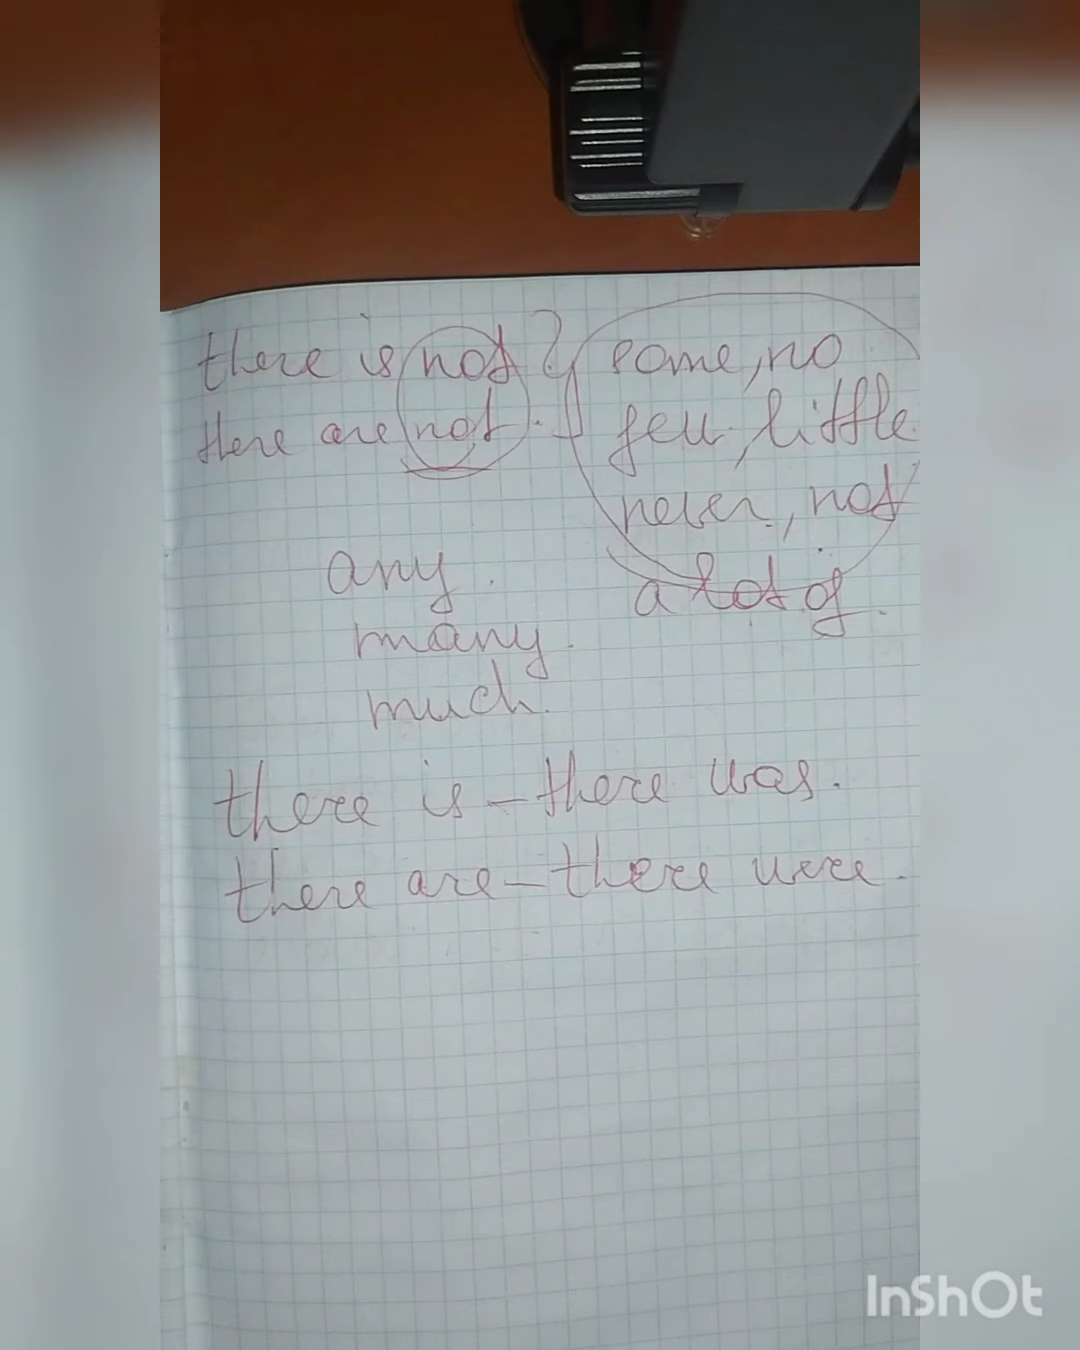 there is not ? some, no
there are not. + few, little
never, not
any. a lot of.
many.
much.
there is – there was.
there are – there were.
InShOt